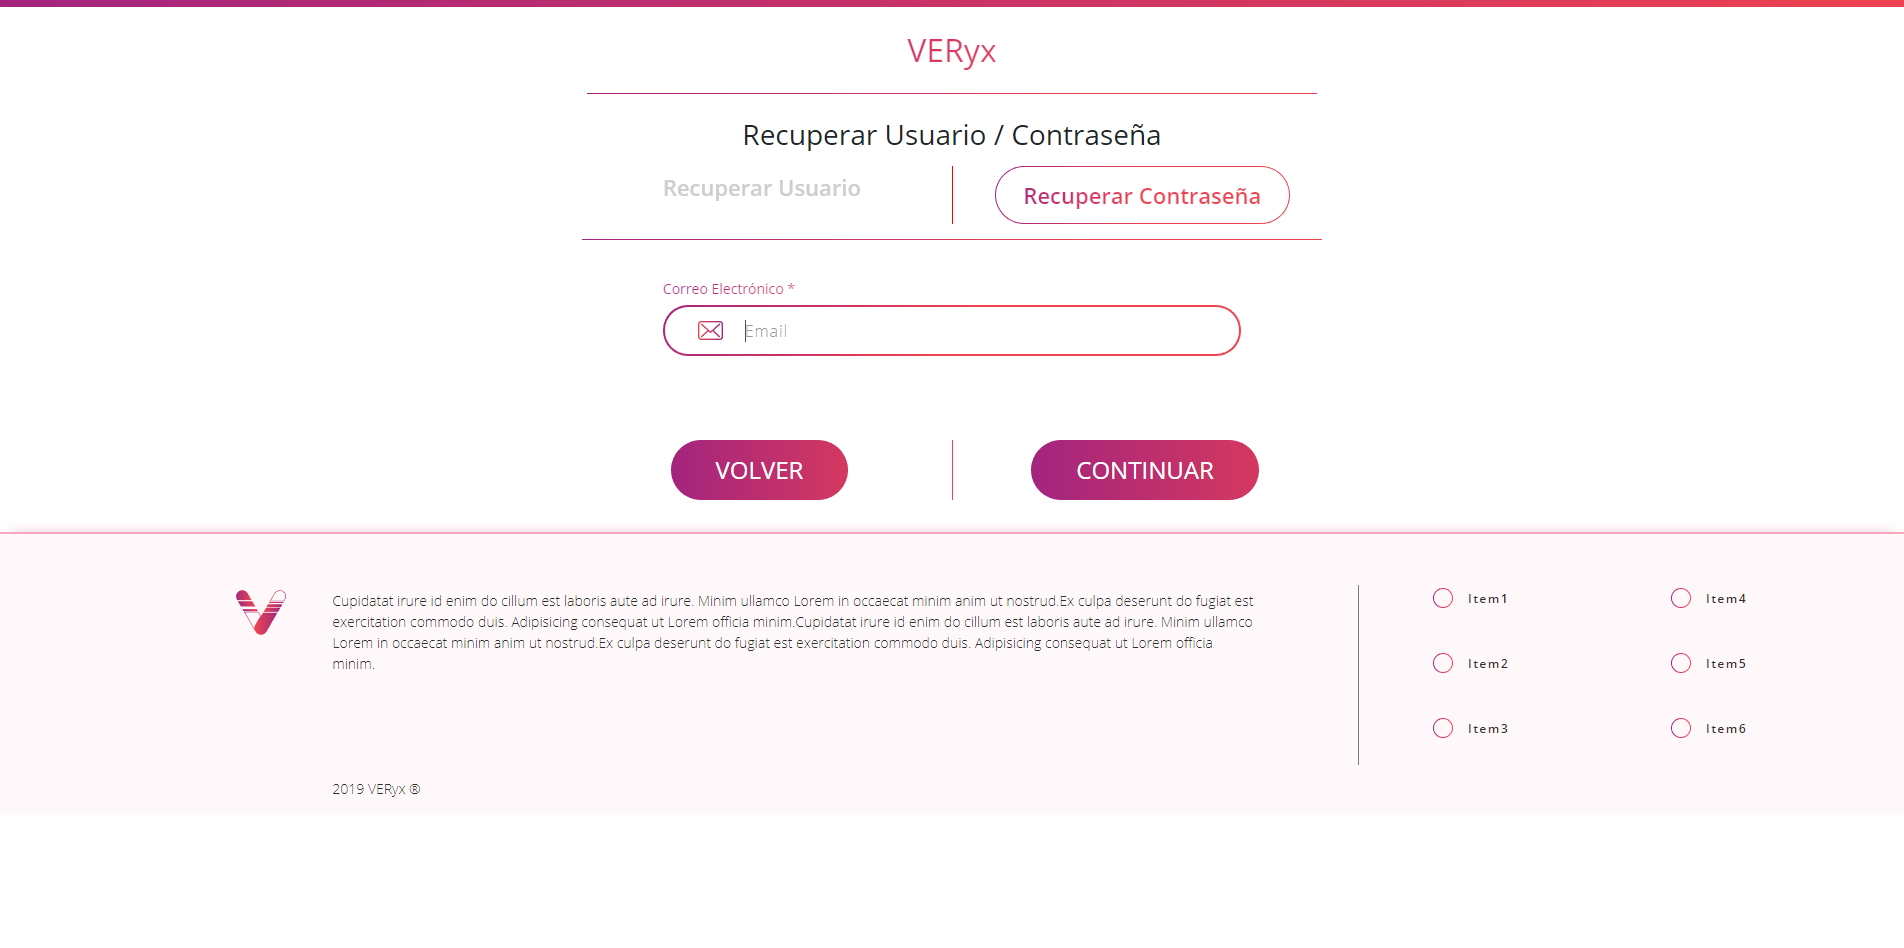 VERyx
Recuperar Usuario / Contraseña
Recuperar Usuario
Recuperar Contraseña
Correo Electrónico *
Email
VOLVER
CONTINUAR
Cupidatat irure id enim do cillum est laboris aute ad irure. Minim ullamco Lorem in occaecat minim anim ut nostrud.Ex culpa deserunt do fugiat est
exercitation commodo duis. Adipisicing consequat ut Lorem officia minim.Cupidatat irure id enim do cillum est laboris aute ad irure. Minim ullamco
Lorem in occaecat minim anim ut nostrud.Ex culpa deserunt do fugiat est exercitation commodo duis. Adipisicing consequat ut Lorem officia
minim.
2019 VERyx ®
Item1
Item2
Item3
Item4
Item5
Item6